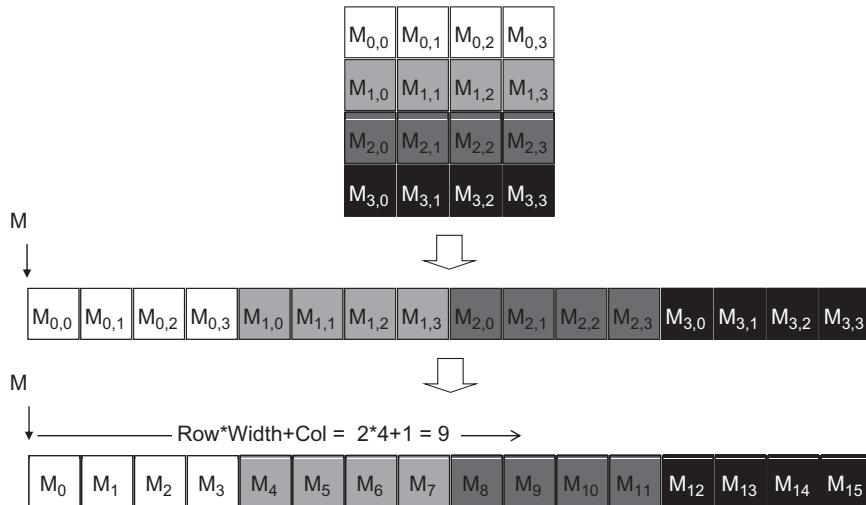 M0,0 M0,1 M0,2 M0,3
M1,0 M1,1 M1,2 M1,3
M2,0 M2,1 M2,2 M2,3
M3,0 M3,1 M3,2 M3,3
M
M0,0 M0,1 M0,2 M0,3 M1,0 M1,1 M1,2 M1,3 M2,0 M2,1 M2,2 M2,3 M3,0 M3,1 M3,2 M3,3
M
Row*Width+Col = 2*4+1 = 9
M0 M1 M2 M3 M4 M5 M6 M7 M8 M9 M10 M11 M12 M13 M14 M15